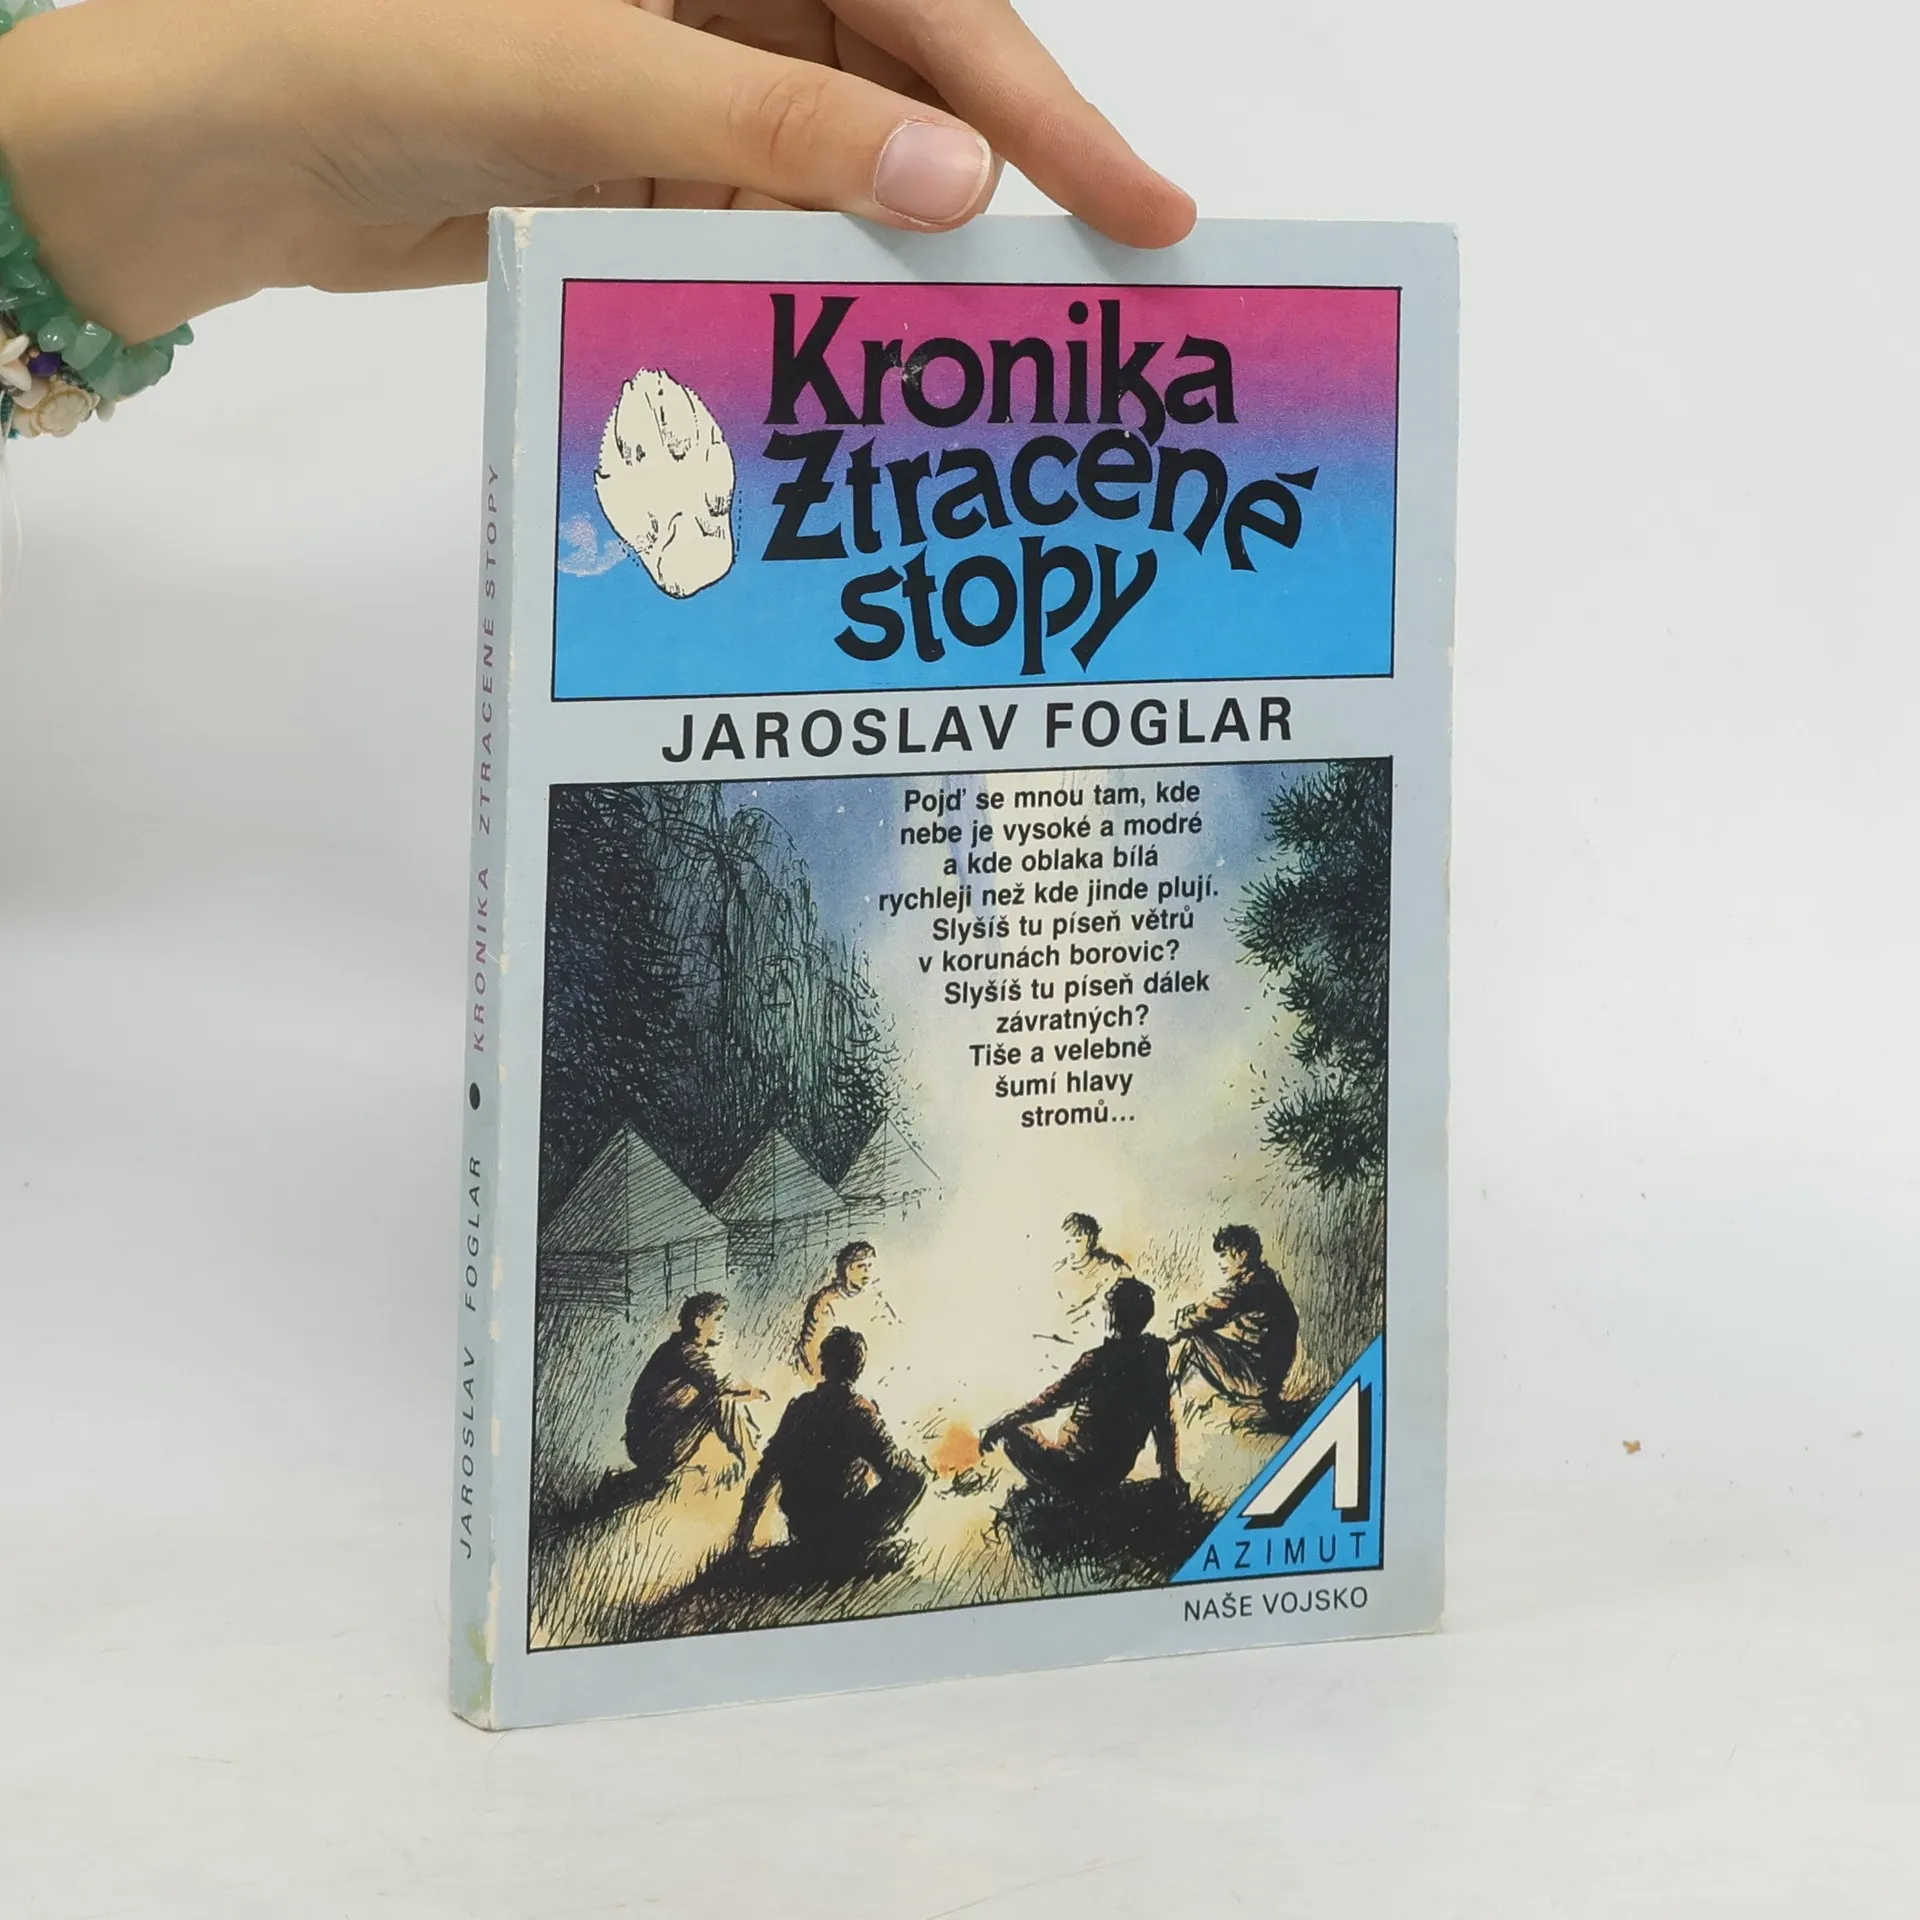 Kronika
Ztracené
stopy
JAROSLAV FOGLAR
Pojď se mnou tam, kde
nebe je vysoké a modré
a kde oblaka bílá
rychleji než kde jinde plují.
Slyšíš tu píseň větrů
v korunách borovic?
Slyšíš tu píseň dálek
závratných?
Tiše a velebně
šumí hlavy
stromů...
AZIMUT
NAŠE VOJSKO
JAROSLAV FOGLAR ● KRONIKA ZTRACENÉ STOPY